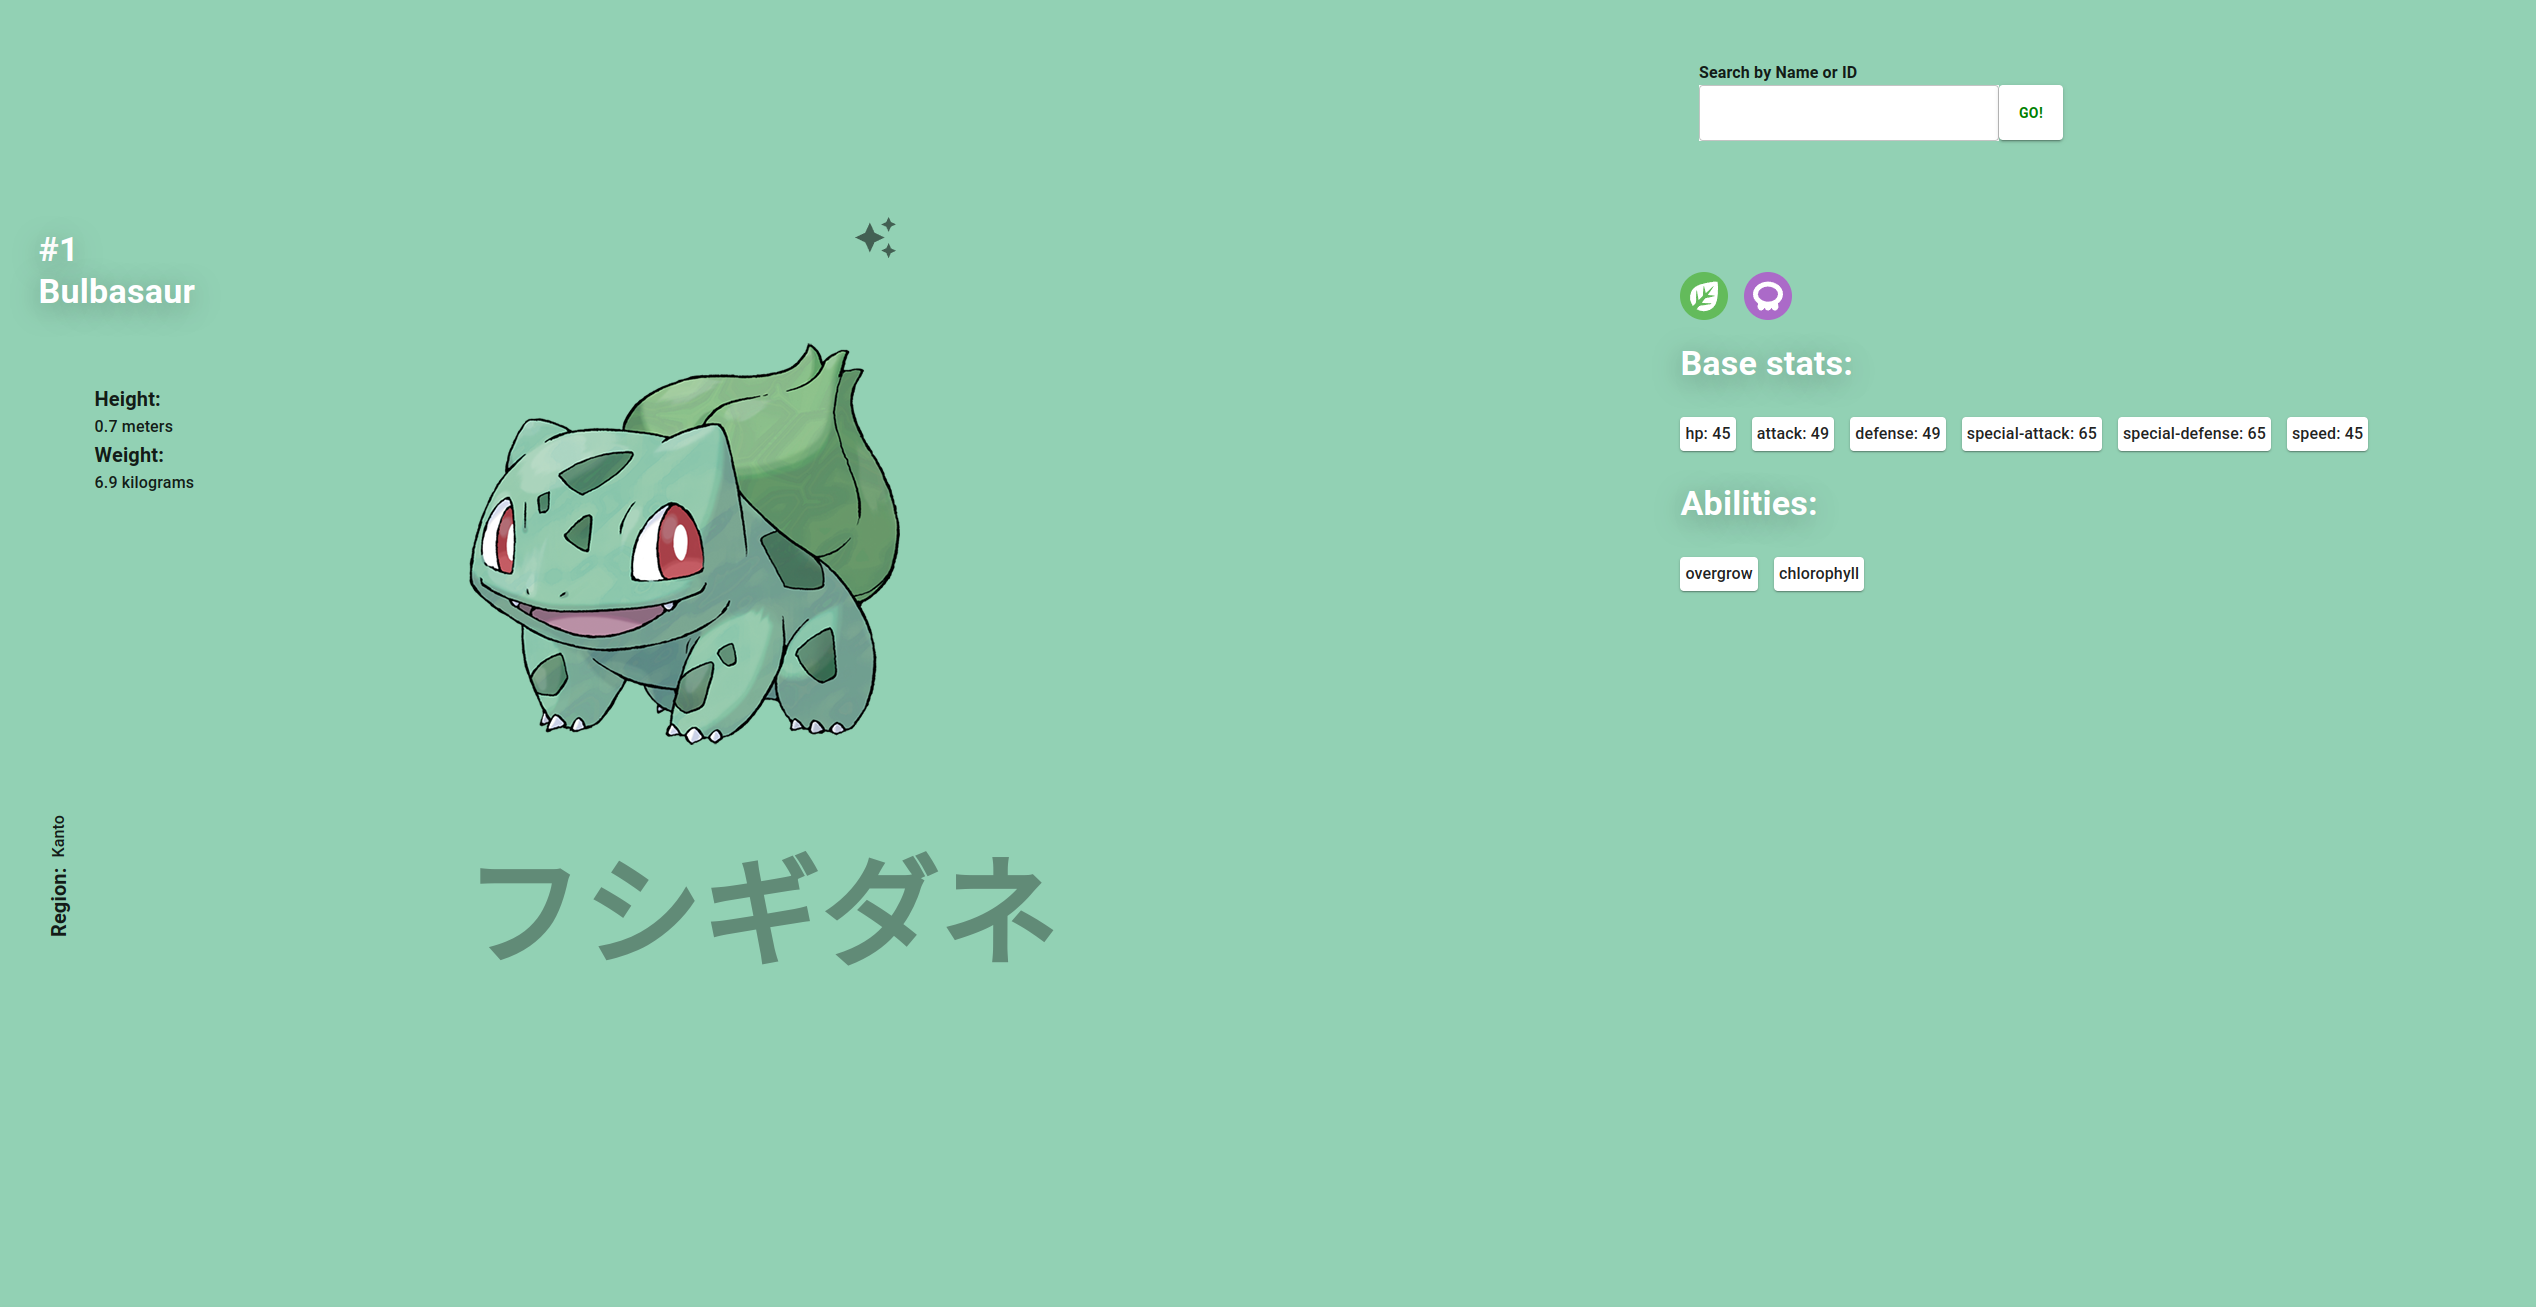 Search by Name or ID
GO!
#1
Bulbasaur
Height:
0.7 meters
Weight:
6.9 kilograms
Region: Kanto
フシギダネ
Base stats:
hp: 45 attack: 49 defense: 49 special-attack: 65 special-defense: 65 speed: 45
Abilities:
overgrow chlorophyll